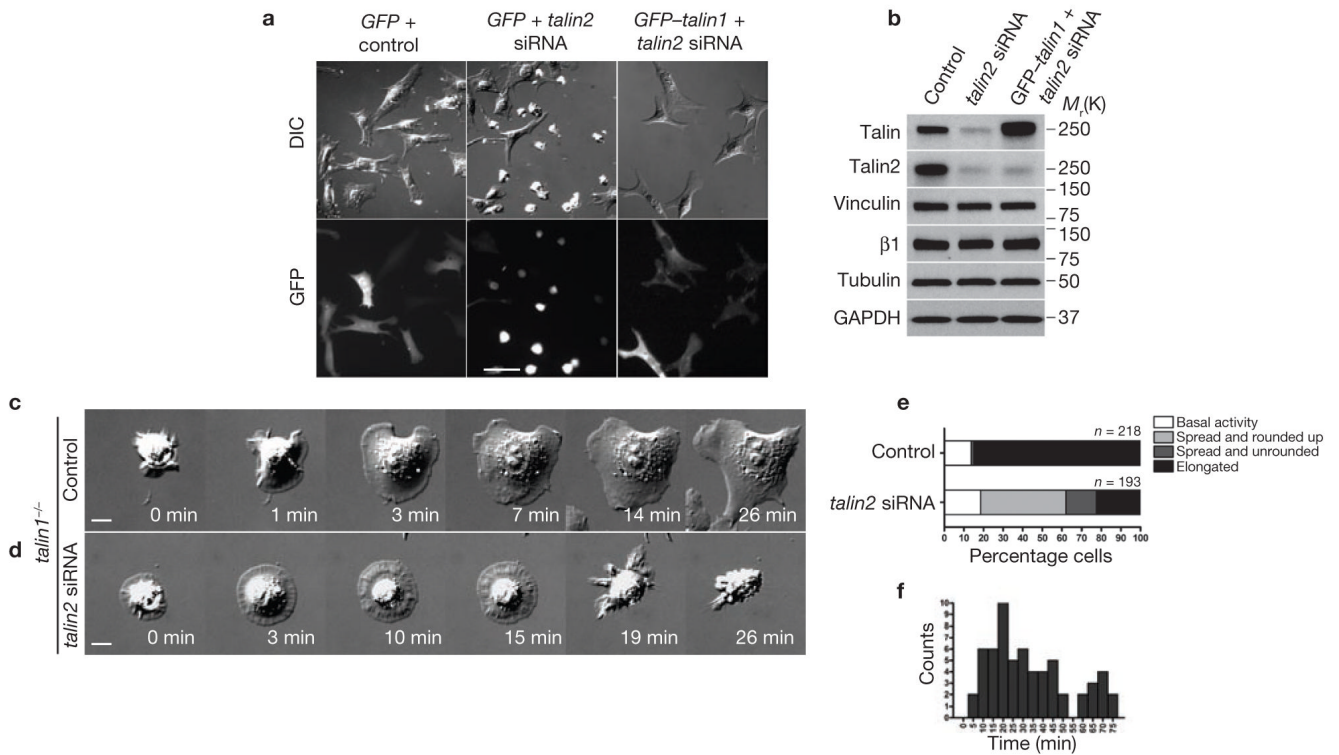 a
GFP +
control
GFP + talin2
siRNA
GFP–talin1 +
talin2 siRNA
DIC
GFP
b
Control
talin2 siRNA
GFP–talin1 +
talin2 siRNA
Mr(K)
Talin
250
Talin2
250
Vinculin
150
75
β1
150
75
Tubulin
50
GAPDH
37
c
talin1–/–
Control
0 min
1 min
3 min
7 min
14 min
26 min
d
talin2 siRNA
0 min
3 min
10 min
15 min
19 min
26 min
e
Basal activity
Spread and rounded up
Spread and unrounded
Elongated
Control
n = 218
talin2 siRNA
n = 193
0 10 20 30 40 50 60 70 80 90 100
Percentage cells
f
Counts
10
9
8
7
6
5
4
3
2
1
0
0 5 10 15 20 25 30 35 40 45 50 55 60 65 70 75
Time (min)